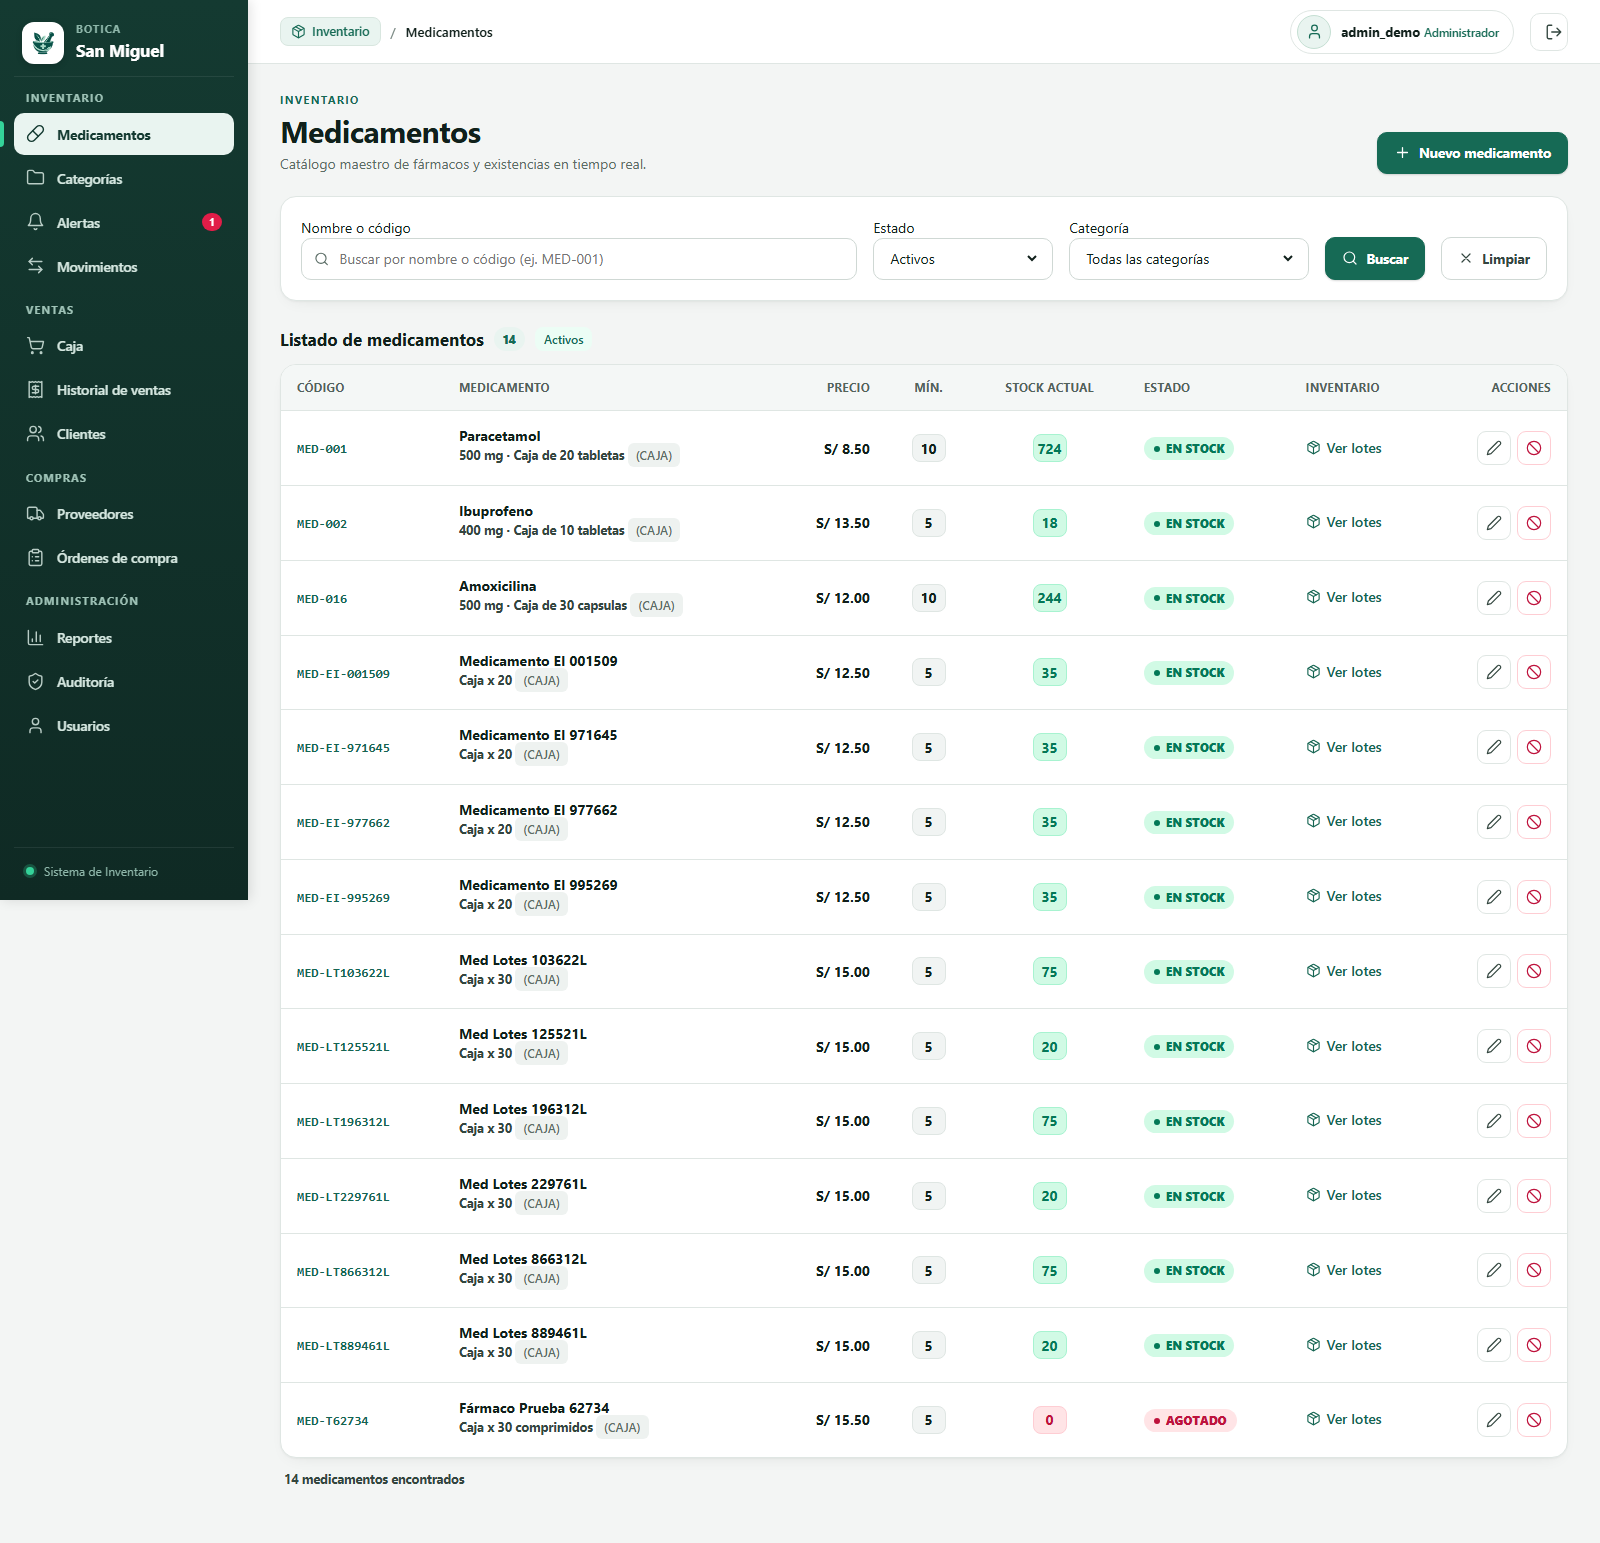 BOTICA
San Miguel
INVENTARIO
Medicamentos
Categorías
Alertas 1
Movimientos
VENTAS
Caja
Historial de ventas
Clientes
COMPRAS
Proveedores
Órdenes de compra
ADMINISTRACIÓN
Reportes
Auditoría
Usuarios
Sistema de Inventario
Inventario / Medicamentos
admin_demo Administrador
INVENTARIO
Medicamentos
Catálogo maestro de fármacos y existencias en tiempo real.
+ Nuevo medicamento
Nombre o código
Buscar por nombre o código (ej. MED-001)
Estado
Activos
Categoría
Todas las categorías
Buscar
Limpiar
Listado de medicamentos 14 Activos
CÓDIGO MEDICAMENTO PRECIO MÍN. STOCK ACTUAL ESTADO INVENTARIO ACCIONES
MED-001 Paracetamol S/ 8.50 10 724 EN STOCK Ver lotes
500 mg · Caja de 20 tabletas (CAJA)
MED-002 Ibuprofeno S/ 13.50 5 18 EN STOCK Ver lotes
400 mg · Caja de 10 tabletas (CAJA)
MED-016 Amoxicilina S/ 12.00 10 244 EN STOCK Ver lotes
500 mg · Caja de 30 capsulas (CAJA)
MED-EI-001509 Medicamento EI 001509 S/ 12.50 5 35 EN STOCK Ver lotes
Caja x 20 (CAJA)
MED-EI-971645 Medicamento EI 971645 S/ 12.50 5 35 EN STOCK Ver lotes
Caja x 20 (CAJA)
MED-EI-977662 Medicamento EI 977662 S/ 12.50 5 35 EN STOCK Ver lotes
Caja x 20 (CAJA)
MED-EI-995269 Medicamento EI 995269 S/ 12.50 5 35 EN STOCK Ver lotes
Caja x 20 (CAJA)
MED-LT103622L Med Lotes 103622L S/ 15.00 5 75 EN STOCK Ver lotes
Caja x 30 (CAJA)
MED-LT125521L Med Lotes 125521L S/ 15.00 5 20 EN STOCK Ver lotes
Caja x 30 (CAJA)
MED-LT196312L Med Lotes 196312L S/ 15.00 5 75 EN STOCK Ver lotes
Caja x 30 (CAJA)
MED-LT229761L Med Lotes 229761L S/ 15.00 5 20 EN STOCK Ver lotes
Caja x 30 (CAJA)
MED-LT866312L Med Lotes 866312L S/ 15.00 5 75 EN STOCK Ver lotes
Caja x 30 (CAJA)
MED-LT889461L Med Lotes 889461L S/ 15.00 5 20 EN STOCK Ver lotes
Caja x 30 (CAJA)
MED-T62734 Fármaco Prueba 62734 S/ 15.50 5 0 AGOTADO Ver lotes
Caja x 30 comprimidos (CAJA)
14 medicamentos encontrados